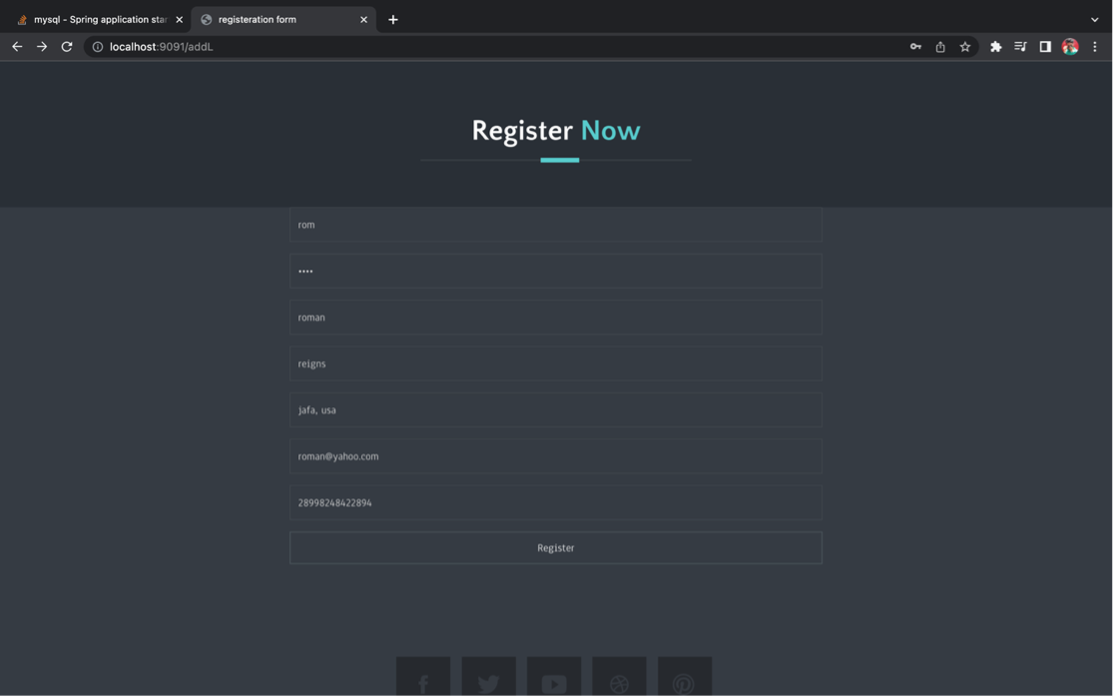 mysql - Spring application star
registeration form
localhost:9091/addL
Register Now
rom
••••
roman
reigns
jafa, usa
roman@yahoo.com
28998248422894
Register